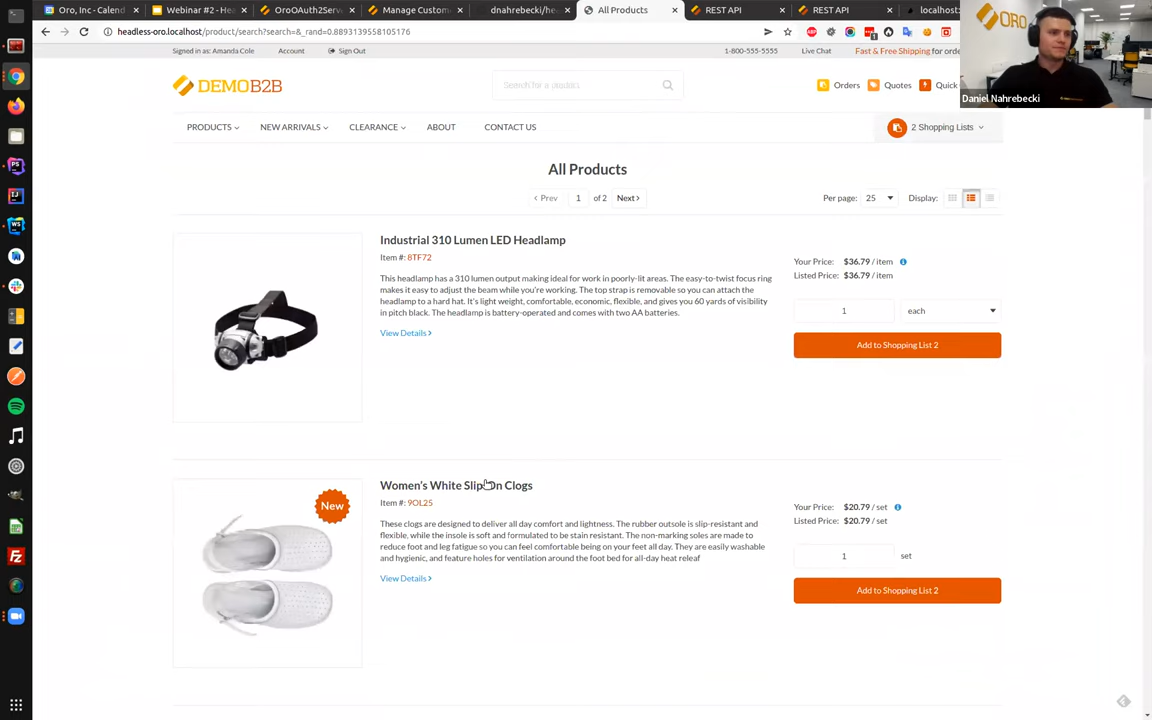 Oro, Inc - Calend
Webinar #2 - Hea
OroOAuth2Serv
Manage Custome
dnahrebecki/he
All Products
REST API
REST API
localhost:
headless-oro.localhost/product/search?search=&_rand=0.8893139558105176
Signed in as: Amanda Cole
Account
Sign Out
1-800-555-5555
Live Chat
Fast & Free Shipping for orde
ORO
Daniel Nahrebecki
DEMOB2B
Search for a product
Orders
Quotes
Quick
PRODUCTS
NEW ARRIVALS
CLEARANCE
ABOUT
CONTACT US
2 Shopping Lists
All Products
< Prev
1
of 2
Next >
Per page:
25
Display:
Industrial 310 Lumen LED Headlamp
Item #: 8TF72
This headlamp has a 310 lumen output making ideal for work in poorly-lit areas. The easy-to-twist focus ring
makes it easy to adjust the beam while you're working. The top strap is removable so you can attach the
headlamp to a hard hat. It's light weight, comfortable, economic, flexible, and gives you 60 yards of visibility
in pitch black. The headlamp is battery-operated and comes with two AA batteries.
View Details >
Your Price: $36.79 / item
Listed Price: $36.79 / item
1
each
Add to Shopping List 2
New
Women's White Slip-On Clogs
Item #: 9OL25
These clogs are designed to deliver all day comfort and lightness. The rubber outsole is slip-resistant and
flexible, while the insole is soft and formulated to be stain resistant. The non-marking soles are made to
reduce foot and leg fatigue so you can feel comfortable being on your feet all day. They are easily washable
and hygienic, and feature holes for ventilation around the foot bed for all-day heat releaf
View Details >
Your Price: $20.79 / set
Listed Price: $20.79 / set
1
set
Add to Shopping List 2